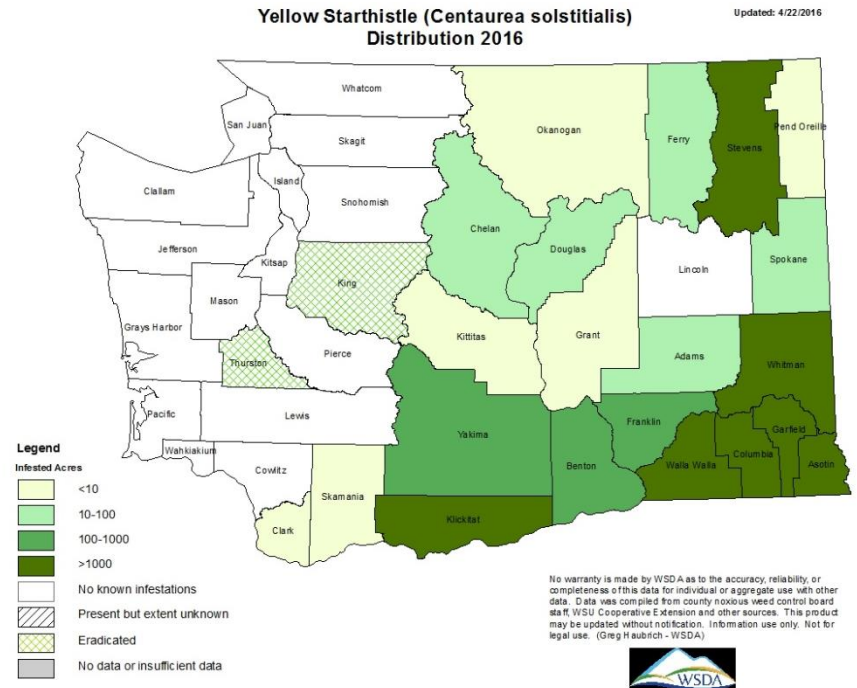 Yellow Starthistle (Centaurea solstitialis)
Distribution 2016
Updated: 4/22/2016
Whatcom
San Juan
Skagit
Okanogan
Ferry
Stevens
Pend Oreille
Clallam
Island
Snohomish
Chelan
Douglas
Jefferson
Kitsap
King
Lincoln
Spokane
Mason
Grays Harbor
Thurston
Pierce
Kittitas
Grant
Adams
Whitman
Pacific
Lewis
Yakima
Franklin
Garfield
Wahkiakium
Cowlitz
Benton
Walla Walla
Columbia
Asotin
Skamania
Clark
Klickitat
Legend
Infested Acres
<10
10-100
100-1000
>1000
No known infestations
Present but extent unknown
Eradicated
No data or insufficient data
No warranty is made by WSDA as to the accuracy, reliability, or
completeness of this data for individual or aggregate use with other
data. Data was compiled from county noxious weed control board
staff, WSU Cooperative Extension and other sources. This product
may be updated without notification. Information use only. Not for
legal use. (Greg Haubrich - WSDA)
WSDA